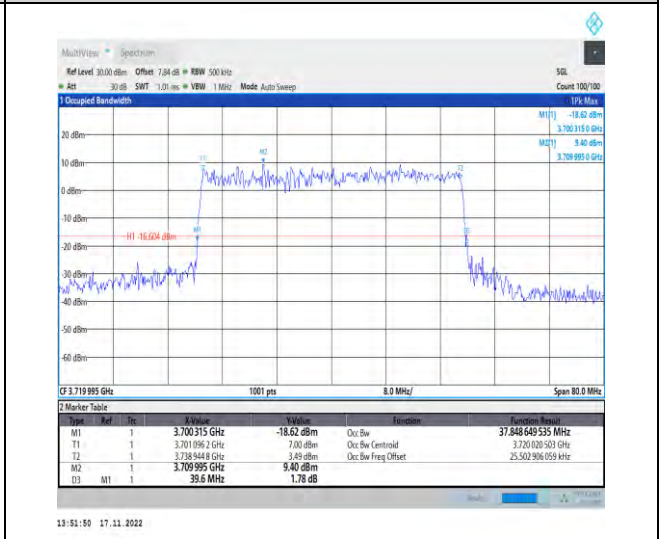 MultiView Spectrum
Ref Level 30.00 dBm Offset 7.84 dB RBW 500 kHz SGL
Att 30 dB SWT 1.01 ms VBW 1 MHz Mode Auto Sweep Count 100/100
1 Occupied Bandwidth 1Pk Max
M1[1] -18.62 dBm
3.700 315 0 GHz
M2[1] 9.40 dBm
3.709 995 0 GHz
20 dBm
M2
T1 T2
10 dBm
0 dBm
-10 dBm
M1
H1 -16.604 dBm
D3
-20 dBm
-30 dBm
-40 dBm
-50 dBm
-60 dBm
CF 3.719 995 GHz 1001 pts 8.0 MHz/ Span 80.0 MHz
2 Marker Table
Type Ref Trc X-Value Y-Value Function Function Result
M1 1 3.700 315 GHz -18.62 dBm Occ Bw 37.848 649 535 MHz
T1 1 3.701 096 2 GHz 7.00 dBm Occ Bw Centroid 3.720 020 503 GHz
T2 1 3.738 944 8 GHz 3.49 dBm Occ Bw Freq Offset 25.502 906 059 kHz
M2 1 3.709 995 GHz 9.40 dBm
D3 M1 1 39.6 MHz 1.78 dB
13:51:50 17.11.2022